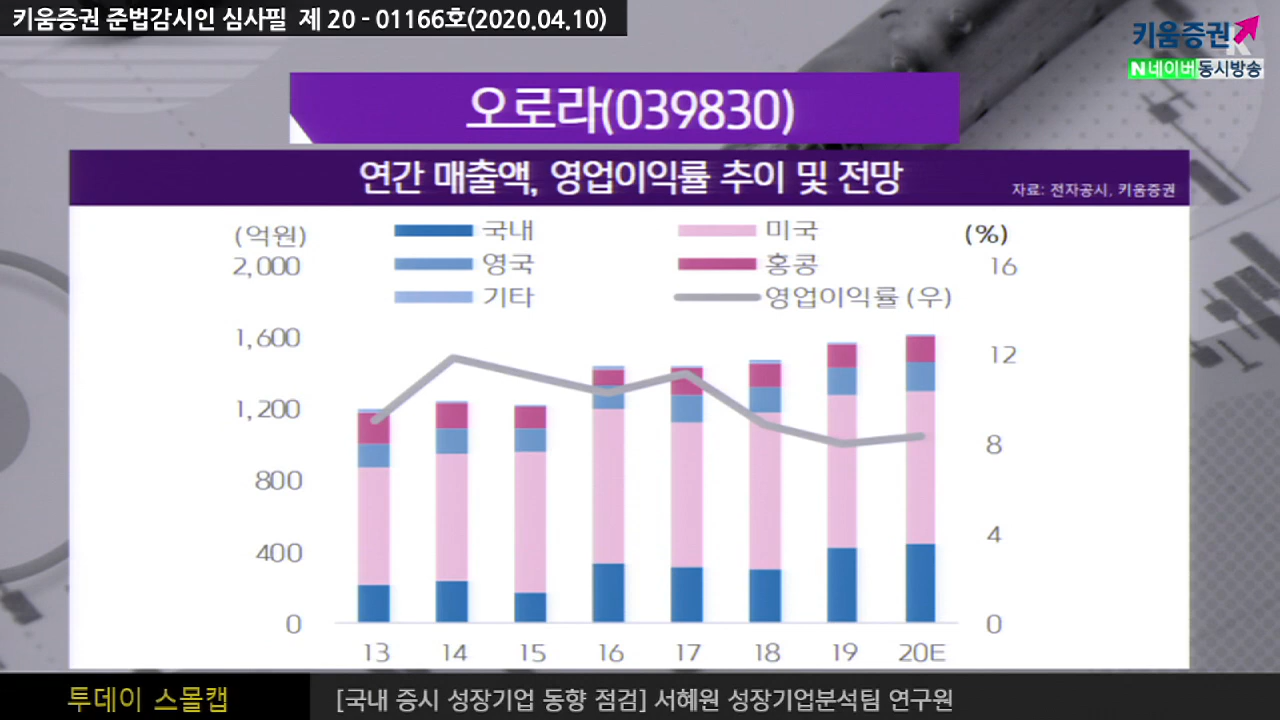 키움증권 준법감시인 심사필 제 20 - 01166호(2020.04.10)
키움증권
N 네이버 동시방송
오로라(039830)
연간 매출액, 영업이익률 추이 및 전망
자료: 전자공시, 키움증권
(억원)
국내
미국
(%)
영국
홍콩
기타
영업이익률 (우)
2,000
1,600
1,200
800
400
0
16
12
8
4
0
13 14 15 16 17 18 19 20E
투데이 스몰캡
[국내 증시 성장기업 동향 점검] 서혜원 성장기업분석팀 연구원